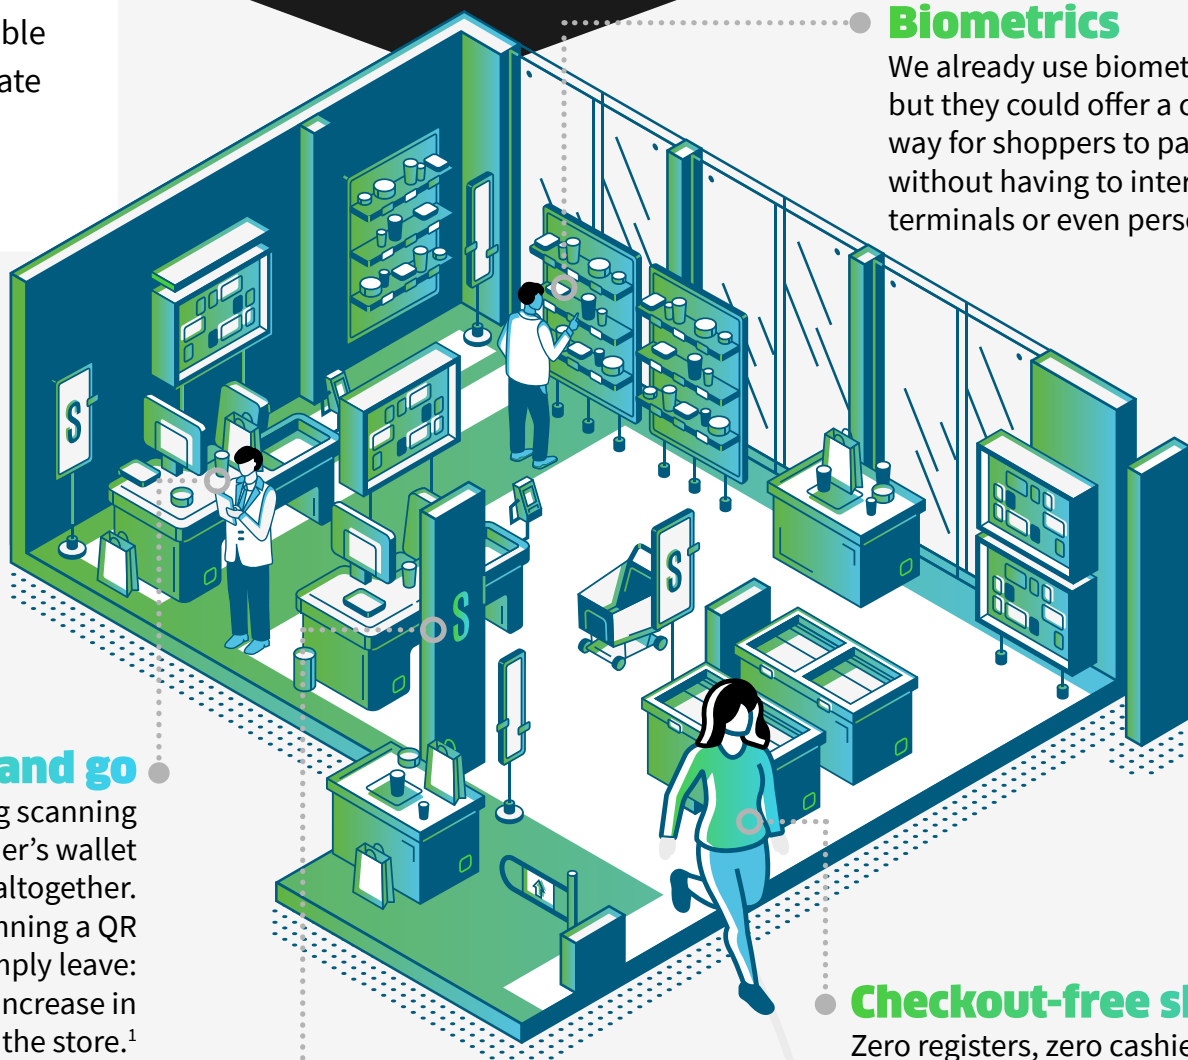 ble
ate
Biometrics
We already use biomet
but they could offer a c
way for shoppers to pa
without having to inter
terminals or even pers
S
S
S
and go
g scanning
er’s wallet
altogether.
nning a QR
mply leave:
increase in
the store.¹
Checkout-free s
Zero registers, zero cashie